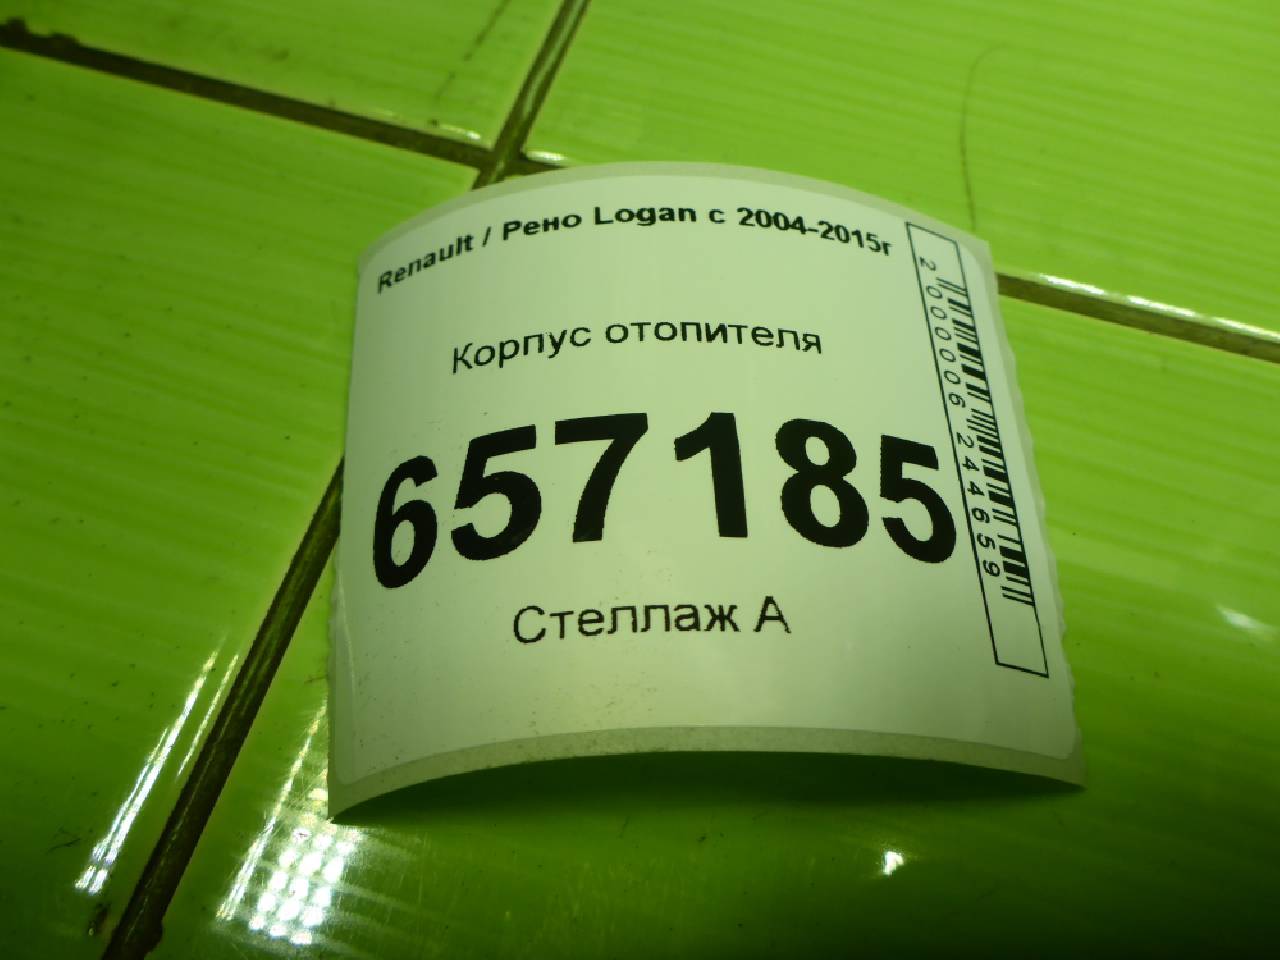 Renault / Рено Logan с 2004-2015г
Корпус отопителя
657185
Стеллаж А
2000006244659